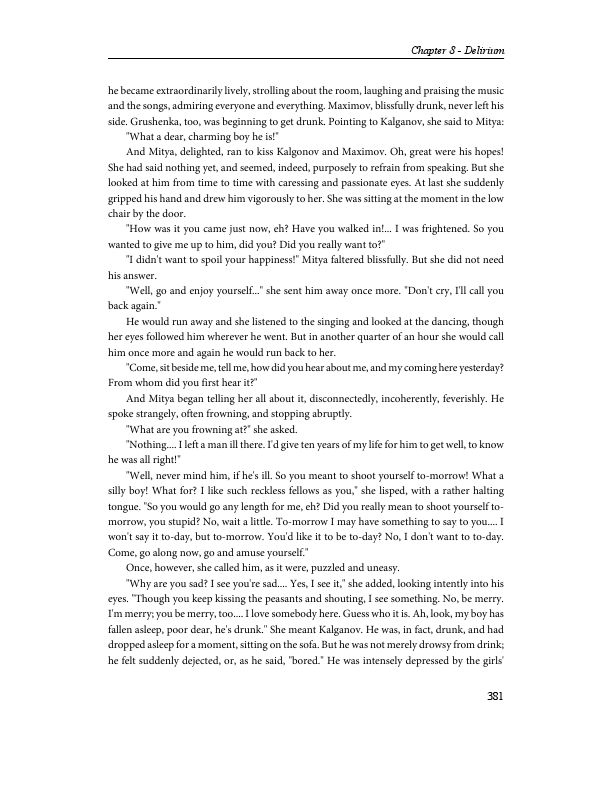 Chapter 8 - Delirium
he became extraordinarily lively, strolling about the room, laughing and praising the music
and the songs, admiring everyone and everything. Maximov, blissfully drunk, never left his
side. Grushenka, too, was beginning to get drunk. Pointing to Kalganov, she said to Mitya:
"What a dear, charming boy he is!"
And Mitya, delighted, ran to kiss Kalgonov and Maximov. Oh, great were his hopes!
She had said nothing yet, and seemed, indeed, purposely to refrain from speaking. But she
looked at him from time to time with caressing and passionate eyes. At last she suddenly
gripped his hand and drew him vigorously to her. She was sitting at the moment in the low
chair by the door.
"How was it you came just now, eh? Have you walked in!... I was frightened. So you
wanted to give me up to him, did you? Did you really want to?"
"I didn't want to spoil your happiness!" Mitya faltered blissfully. But she did not need
his answer.
"Well, go and enjoy yourself..." she sent him away once more. "Don't cry, I'll call you
back again."
He would run away and she listened to the singing and looked at the dancing, though
her eyes followed him wherever he went. But in another quarter of an hour she would call
him once more and again he would run back to her.
"Come, sit beside me, tell me, how did you hear about me, and my coming here yesterday?
From whom did you first hear it?"
And Mitya began telling her all about it, disconnectedly, incoherently, feverishly. He
spoke strangely, often frowning, and stopping abruptly.
"What are you frowning at?" she asked.
"Nothing.... I left a man ill there. I'd give ten years of my life for him to get well, to know
he was all right!"
"Well, never mind him, if he's ill. So you meant to shoot yourself to-morrow! What a
silly boy! What for? I like such reckless fellows as you," she lisped, with a rather halting
tongue. "So you would go any length for me, eh? Did you really mean to shoot yourself to-
morrow, you stupid? No, wait a little. To-morrow I may have something to say to you.... I
won't say it to-day, but to-morrow. You'd like it to be to-day? No, I don't want to to-day.
Come, go along now, go and amuse yourself."
Once, however, she called him, as it were, puzzled and uneasy.
"Why are you sad? I see you're sad.... Yes, I see it," she added, looking intently into his
eyes. "Though you keep kissing the peasants and shouting, I see something. No, be merry.
I'm merry; you be merry, too.... I love somebody here. Guess who it is. Ah, look, my boy has
fallen asleep, poor dear, he's drunk." She meant Kalganov. He was, in fact, drunk, and had
dropped asleep for a moment, sitting on the sofa. But he was not merely drowsy from drink;
he felt suddenly dejected, or, as he said, "bored." He was intensely depressed by the girls'
381